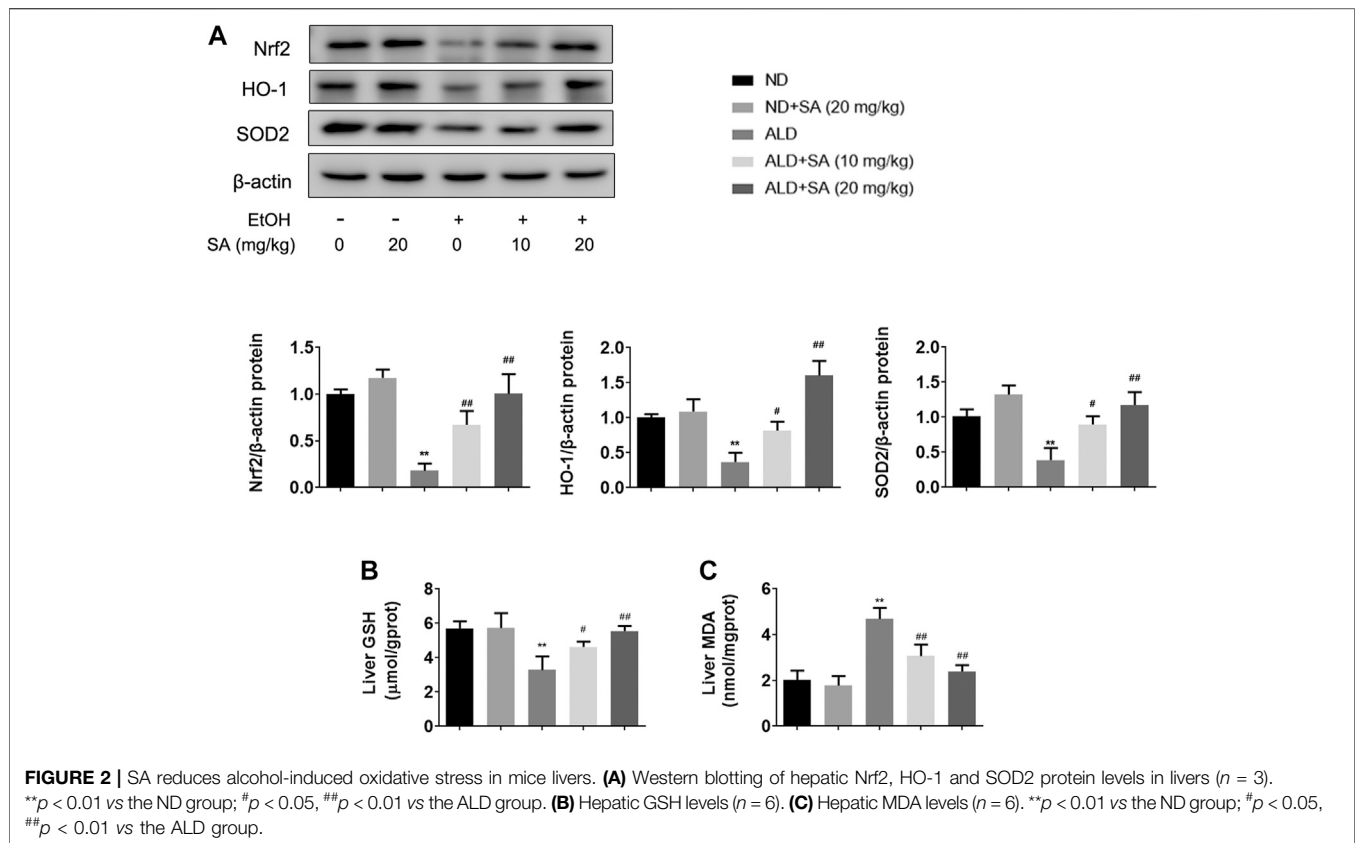 A
Nrf2
HO-1
SOD2
β-actin
EtOH - - + + +
SA (mg/kg) 0 20 0 10 20
ND
ND+SA (20 mg/kg)
ALD
ALD+SA (10 mg/kg)
ALD+SA (20 mg/kg)
Nrf2/β-actin protein
1.5
1.0
0.5
0.0
**
##
##
HO-1/β-actin protein
2.0
1.5
1.0
0.5
0.0
**
#
##
SOD2/β-actin protein
2.0
1.5
1.0
0.5
0.0
**
#
##
B
Liver GSH
(μmol/gprot)
8
6
4
2
0
**
#
##
C
Liver MDA
(nmol/mgprot)
6
4
2
0
**
##
##
FIGURE 2 | SA reduces alcohol-induced oxidative stress in mice livers. (A) Western blotting of hepatic Nrf2, HO-1 and SOD2 protein levels in livers (n = 3).
**p < 0.01 vs the ND group; #p < 0.05, ##p < 0.01 vs the ALD group. (B) Hepatic GSH levels (n = 6). (C) Hepatic MDA levels (n = 6). **p < 0.01 vs the ND group; #p < 0.05,
##p < 0.01 vs the ALD group.